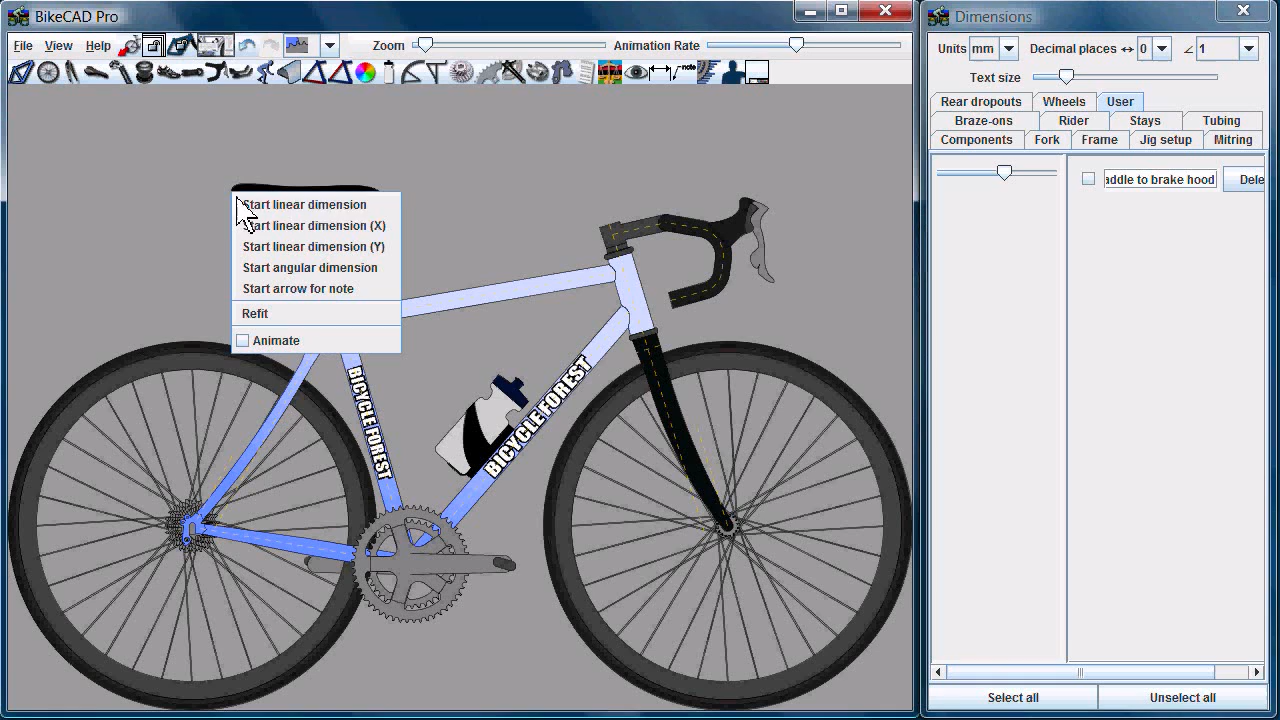 BikeCAD Pro
File View Help Zoom Animation Rate
note
Start linear dimension
Start linear dimension (X)
Start linear dimension (Y)
Start angular dimension
Start arrow for note
Refit
Animate
BICYCLE FOREST
BICYCLE FOREST
Dimensions
Units mm Decimal places ↔ 0 ∠ 1
Text size
Rear dropouts Wheels User
Braze-ons Rider Stays Tubing
Components Fork Frame Jig setup Mitring
addle to brake hood Dele
Select all Unselect all